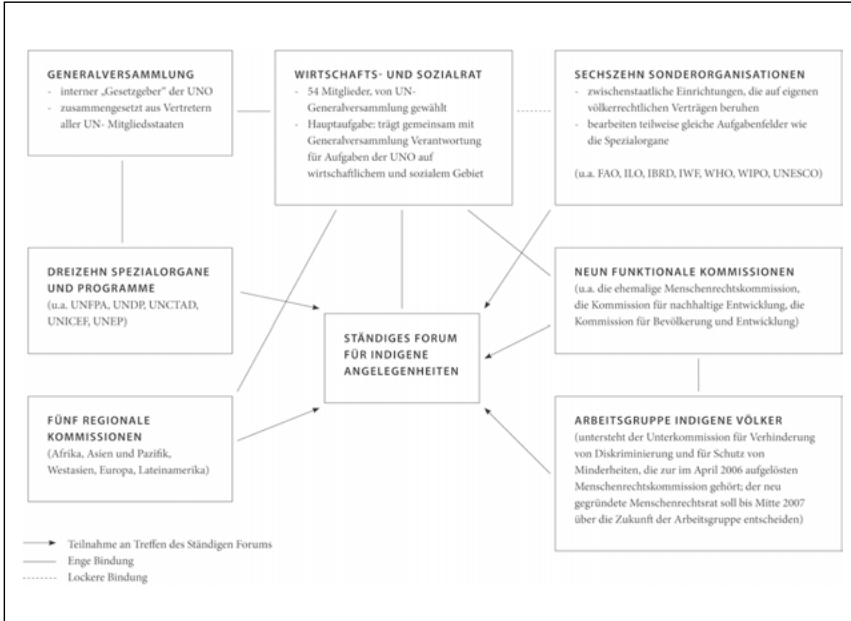 GENERALVERSAMMLUNG
- interner „Gesetzgeber" der UNO
- zusammengesetzt aus Vertretern
aller UN- Mitgliedsstaaten
WIRTSCHAFTS- UND SOZIALRAT
- 54 Mitglieder, von UN-
Generalversammlung gewählt
- Hauptaufgabe: trägt gemeinsam mit
Generalversammlung Verantwortung
für Aufgaben der UNO auf
wirtschaftlichem und sozialem Gebiet
SECHSZEHN SONDERORGANISATIONEN
- zwischenstaatliche Einrichtungen, die auf eigenen
völkerrechtlichen Verträgen beruhen
- bearbeiten teilweise gleiche Aufgabenfelder wie
die Spezialorgane
(u.a. FAO, ILO, IBRD, IWF, WHO, WIPO, UNESCO)
DREIZEHN SPEZIALORGANE
UND PROGRAMME
(u.a. UNFPA, UNDP, UNCTAD,
UNICEF, UNEP)
STÄNDIGES FORUM
FÜR INDIGENE
ANGELEGENHEITEN
NEUN FUNKTIONALE KOMMISSIONEN
(u.a. die ehemalige Menschenrechtskommission,
die Kommission für nachhaltige Entwicklung, die
Kommission für Bevölkerung und Entwicklung)
FÜNF REGIONALE
KOMMISSIONEN
(Afrika, Asien und Pazifik,
Westasien, Europa, Lateinamerika)
ARBEITSGRUPPE INDIGENE VÖLKER
(untersteht der Unterkommission für Verhinderung
von Diskriminierung und für Schutz von
Minderheiten, die zur im April 2006 aufgelösten
Menschenrechtskommission gehört; der neu
gegründete Menschenrechtsrat soll bis Mitte 2007
über die Zukunft der Arbeitsgruppe entscheiden)
Teilnahme an Treffen des Ständigen Forums
Enge Bindung
Lockere Bindung